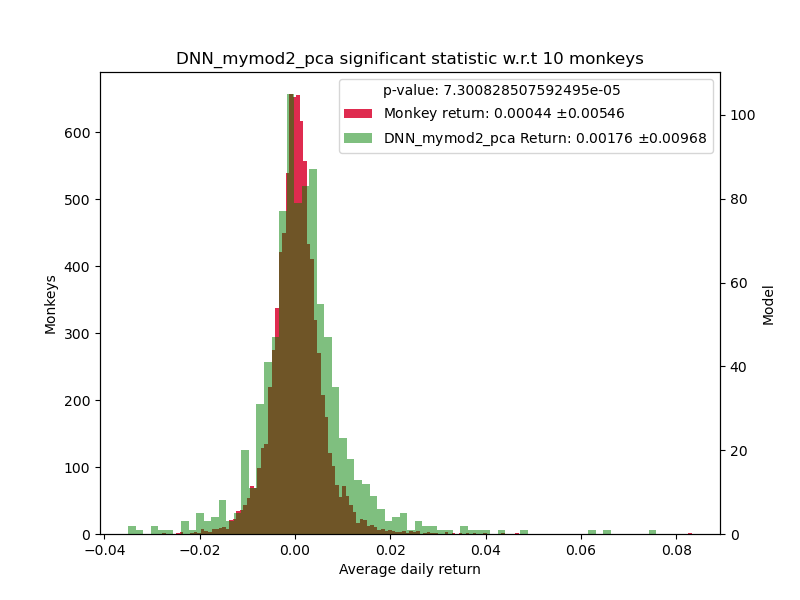 DNN_mymod2_pca significant statistic w.r.t 10 monkeys
p-value: 7.300828507592495e-05
Monkey return: 0.00044 ±0.00546
DNN_mymod2_pca Return: 0.00176 ±0.00968
600
500
400
300
200
100
0
Monkeys
100
80
60
40
20
0
Model
−0.04 −0.02 0.00 0.02 0.04 0.06 0.08
Average daily return